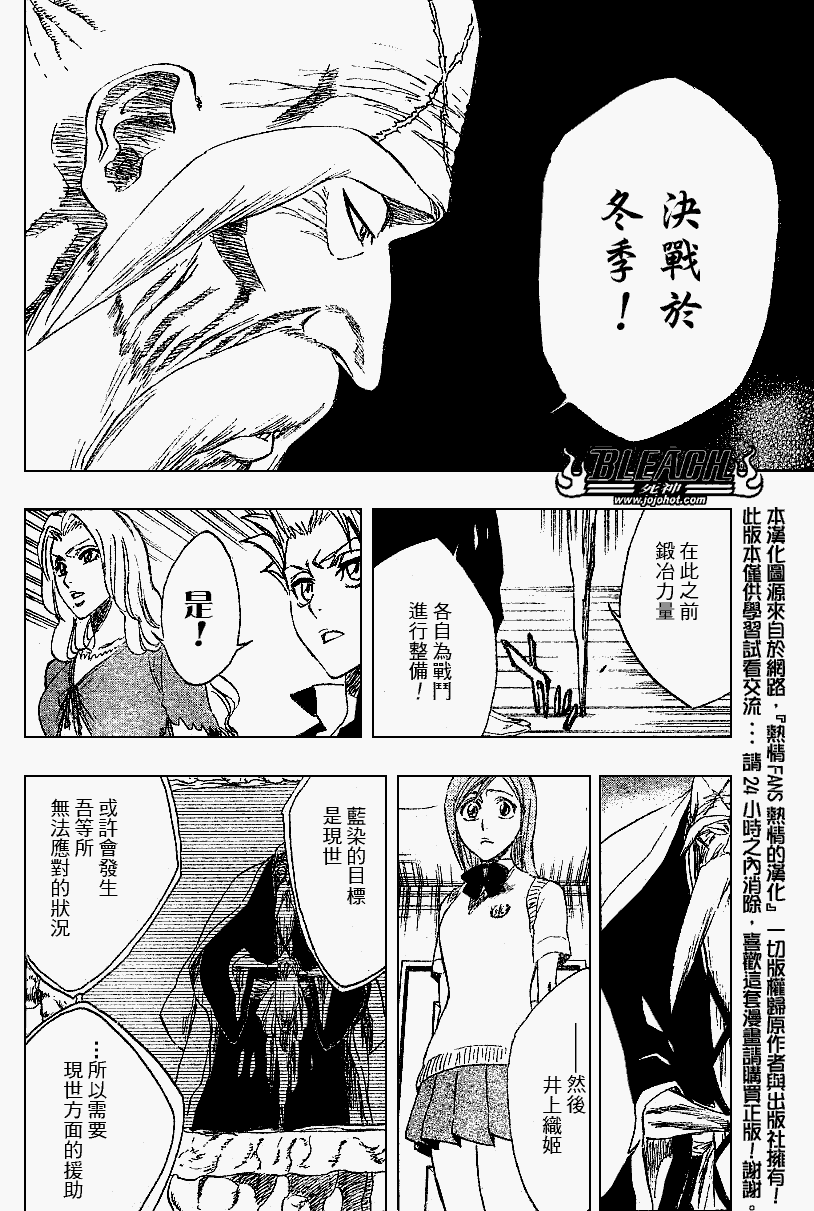 決戰於
冬季！
BLEACH
死神
www.jojohot.com
在此之前
鍛冶力量
各自為戰鬥
進行整備！
是！
——然後
井上織姬
藍染的目標
是現世
或許會發生
吾等所
無法應對的狀況
…所以需要
現世方面的援助
本漢化圖源來自於網路，『熱情FANS 熱情的漢化』一切版權歸原作者與出版社擁有！
此版本僅供學習試看交流…請24小時之內消除，喜歡這套漫畫請購買正版！謝謝。